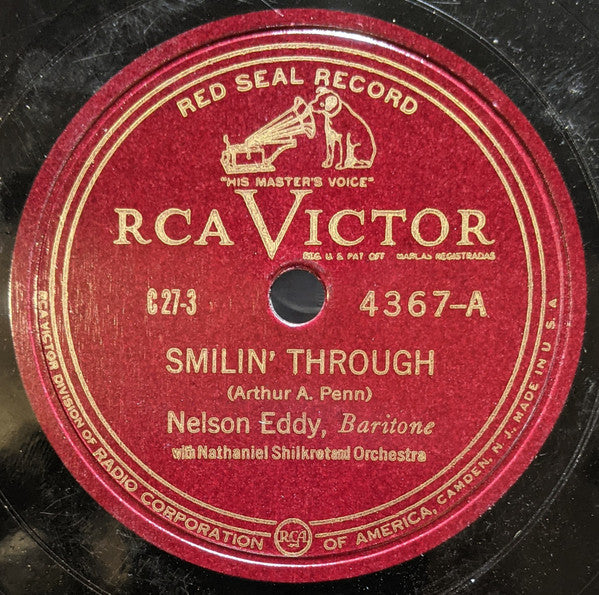 RED SEAL RECORD
"HIS MASTER'S VOICE"
RCA VICTOR
REG. U. S. PAT. OFF. MARCAS REGISTRADAS
C 27-3
4367-A
SMILIN' THROUGH
(Arthur A. Penn)
Nelson Eddy, Baritone
with Nathaniel Shilkret and Orchestra
RCA VICTOR DIVISION OF RADIO CORPORATION OF AMERICA, CAMDEN, N. J., MADE IN U. S. A
RCA